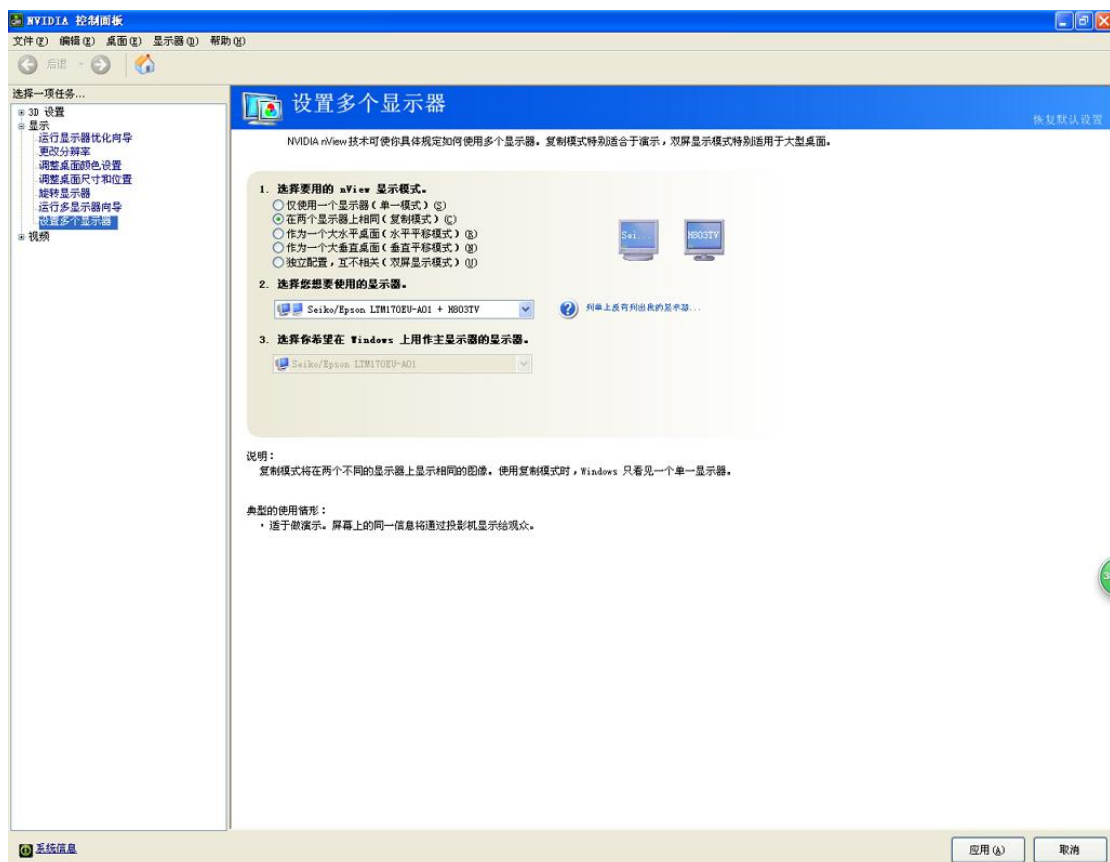 NVIDIA 控制面板
文件(F) 编辑(E) 桌面(K) 显示器(D) 帮助(H)
后退
选择一项任务...
3D 设置
显示
运行显示器优化向导
更改分辨率
调整桌面颜色设置
调整桌面尺寸和位置
旋转显示器
运行多显示器向导
设置多个显示器
视频
设置多个显示器
恢复默认设置
NVIDIA nView 技术可使你具体规定如何使用多个显示器。复制模式特别适合于演示，双屏显示模式特别适用于大型桌面。
1. 选择要用的 nView 显示模式。
仅使用一个显示器(单一模式)(S)
在两个显示器上相同(复制模式)(C)
作为一个大水平桌面(水平平移模式)
作为一个大垂直桌面(垂直平移模式)
独立配置，互不相关(双屏显示模式)(U)
Sei...
H803TV
2. 选择您想要使用的显示器。
Seiko/Epson LTM170EU-A01 + H803TV
列单上没有列出我的显示器...
3. 选择你希望在 Windows 上用作主显示器的显示器。
Seiko/Epson LTM170EU-A01
说明：
复制模式将在两个不同的显示器上显示相同的图像。使用复制模式时，Windows 只看见一个单一显示器。
典型的使用情形：
· 适于做演示。屏幕上的同一信息将通过投影机显示给观众。
系统信息
应用(A)
取消